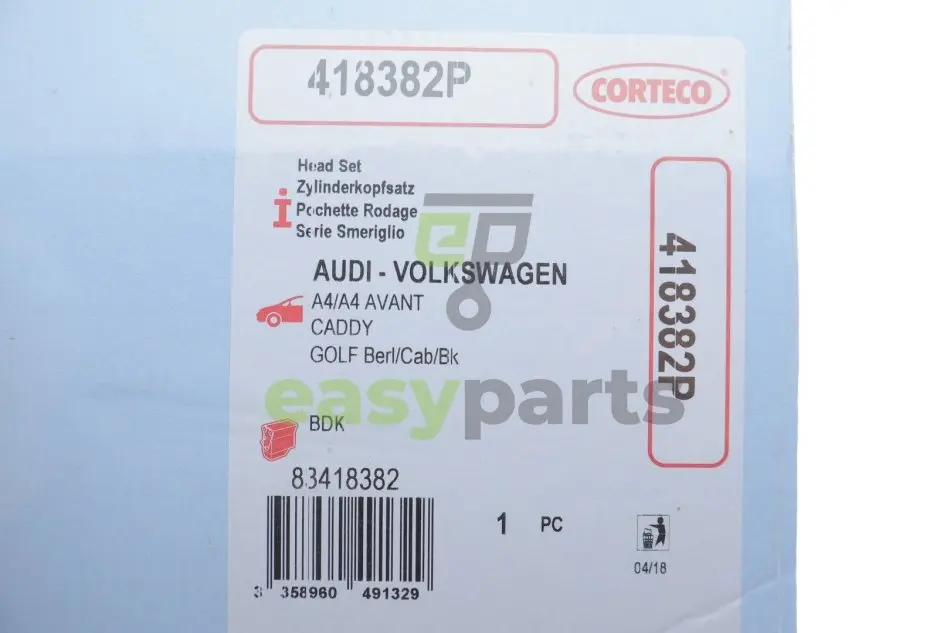 418382P
CORTECO
Head Set
Zylinderkopfsatz
Pochette Rodage
Serie Smeriglio
418382P
AUDI - VOLKSWAGEN
A4/A4 AVANT
CADDY
GOLF Berl/Cab/Bk
easyparts
BDK
83418382
1 PC
04/18
3 358960 491329